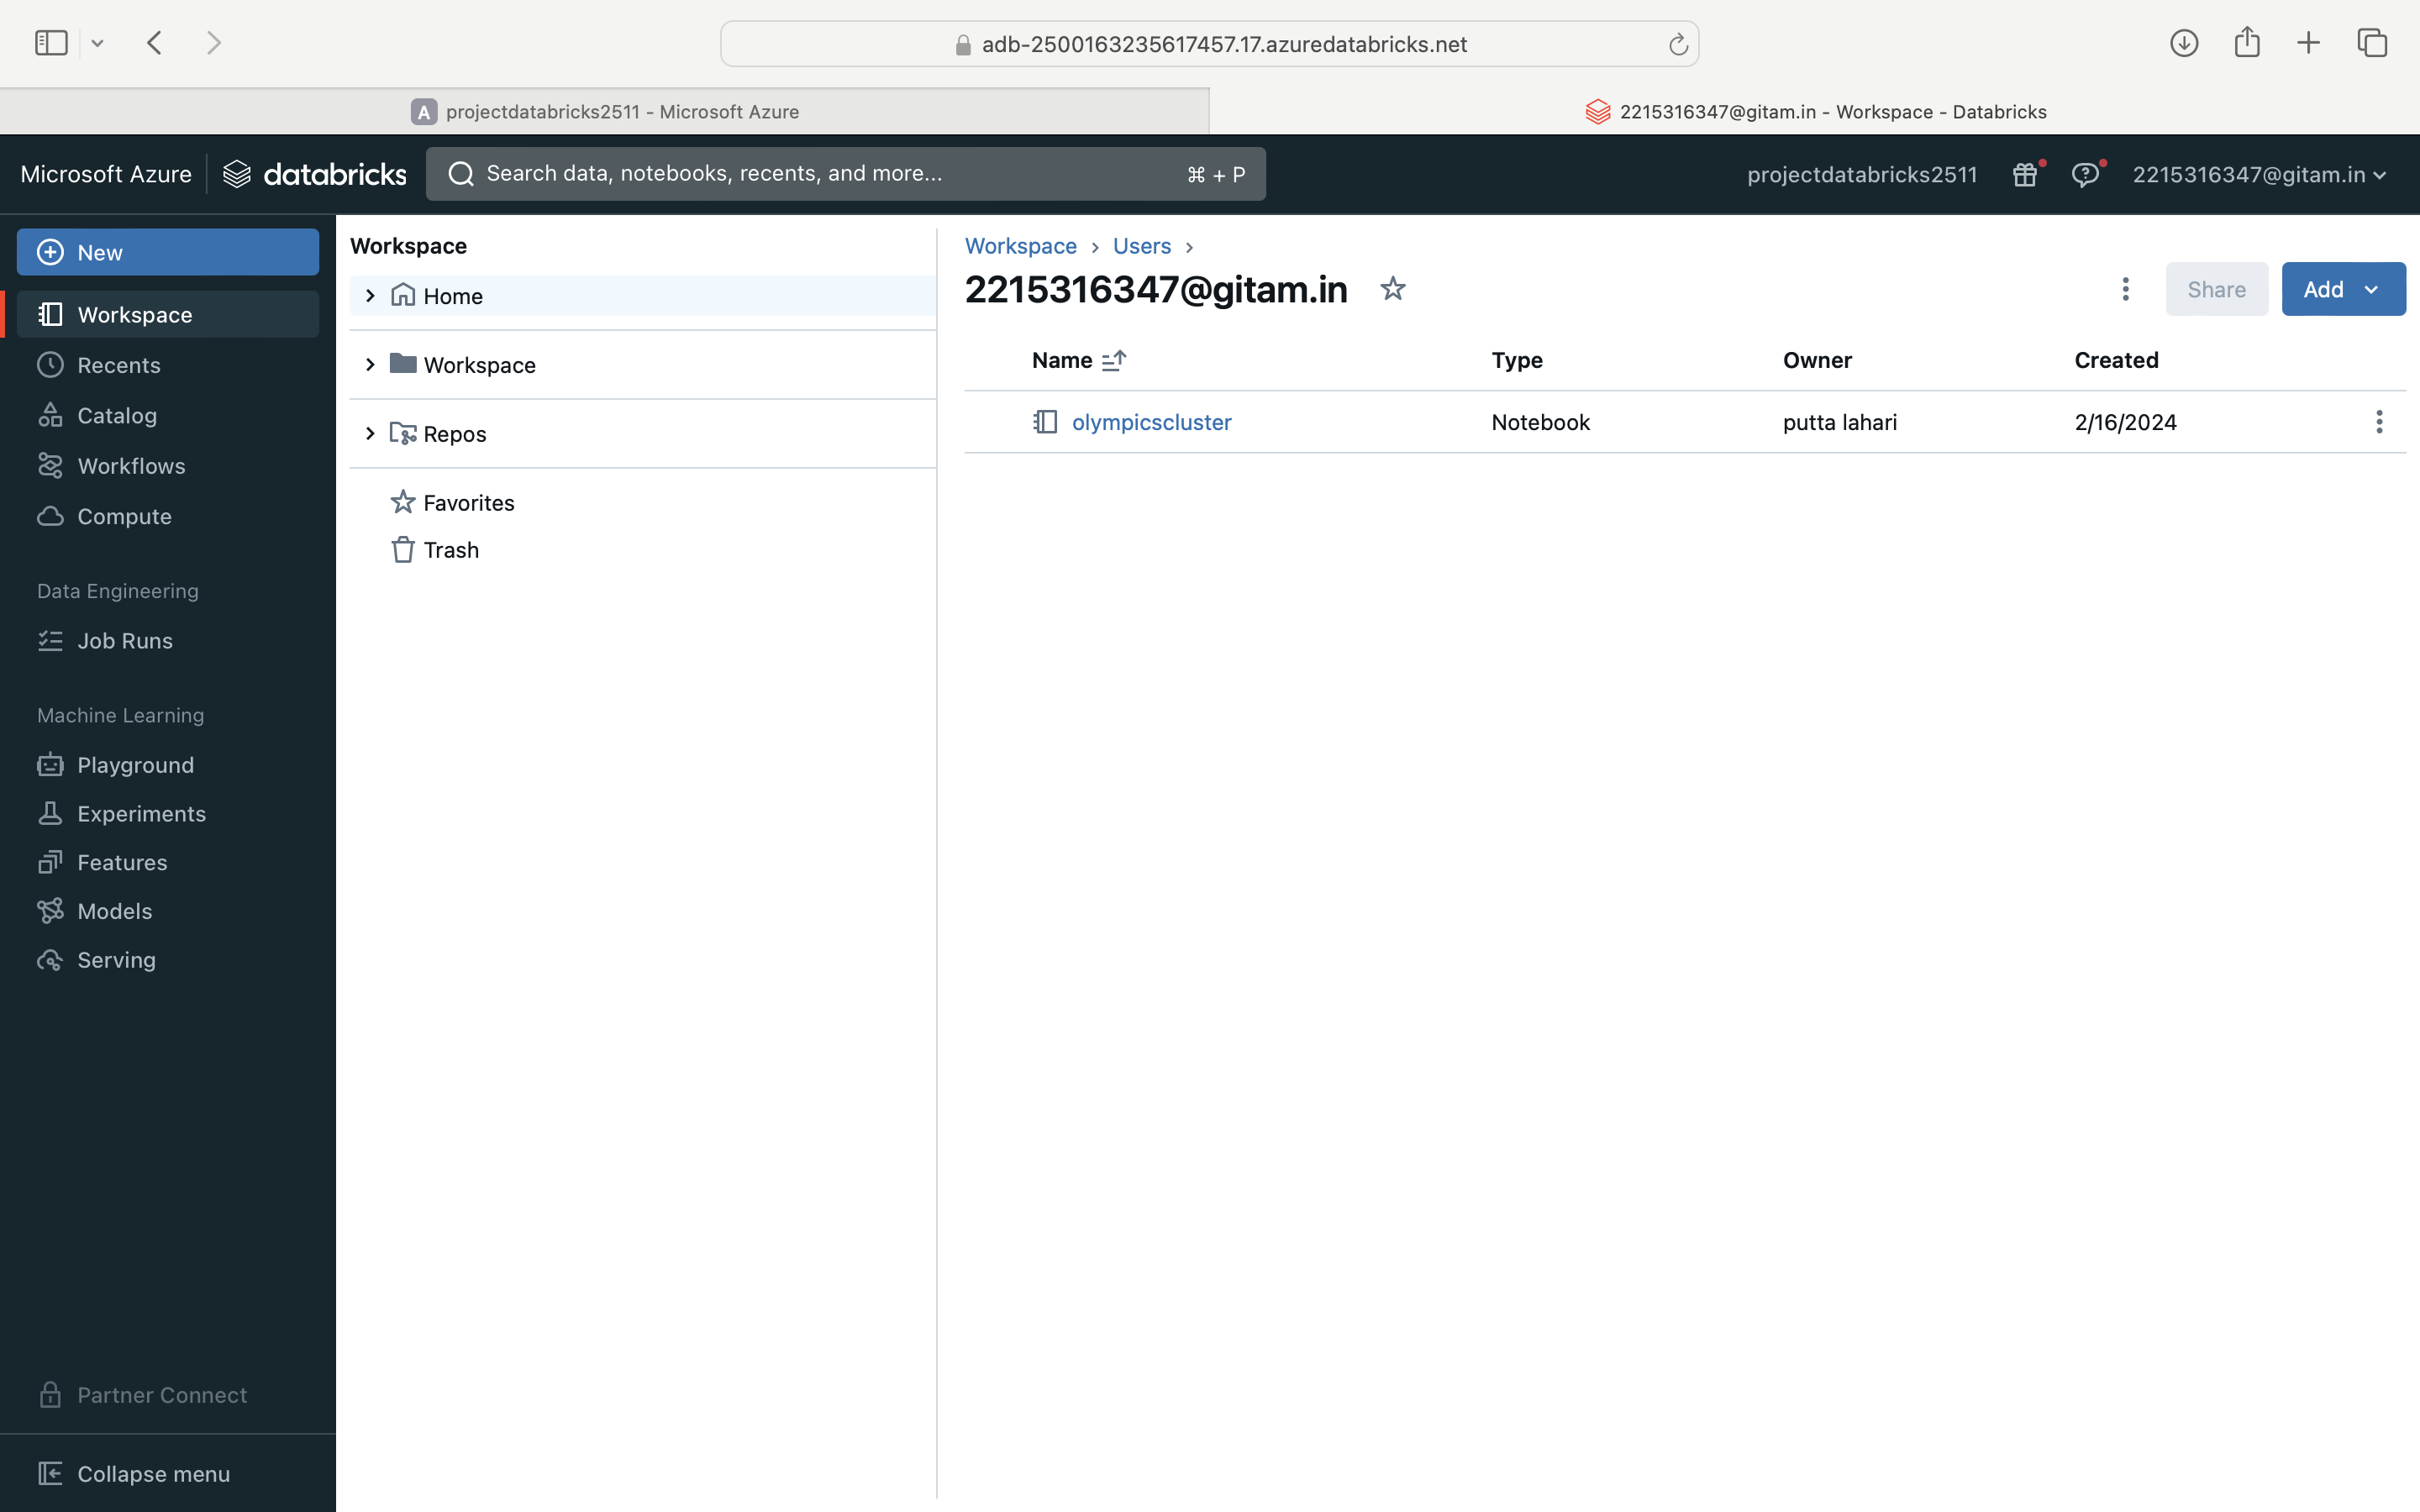 adb-2500163235617457.17.azuredatabricks.net
A projectdatabricks2511 - Microsoft Azure
2215316347@gitam.in - Workspace - Databricks
Microsoft Azure databricks
Search data, notebooks, recents, and more... ⌘ + P
projectdatabricks2511
2215316347@gitam.in
New
Workspace
Recents
Catalog
Workflows
Compute
Data Engineering
Job Runs
Machine Learning
Playground
Experiments
Features
Models
Serving
Partner Connect
Collapse menu
Workspace
Home
Workspace
Repos
Favorites
Trash
Workspace › Users ›
2215316347@gitam.in
Share
Add
Name Type Owner Created
olympicscluster Notebook putta lahari 2/16/2024